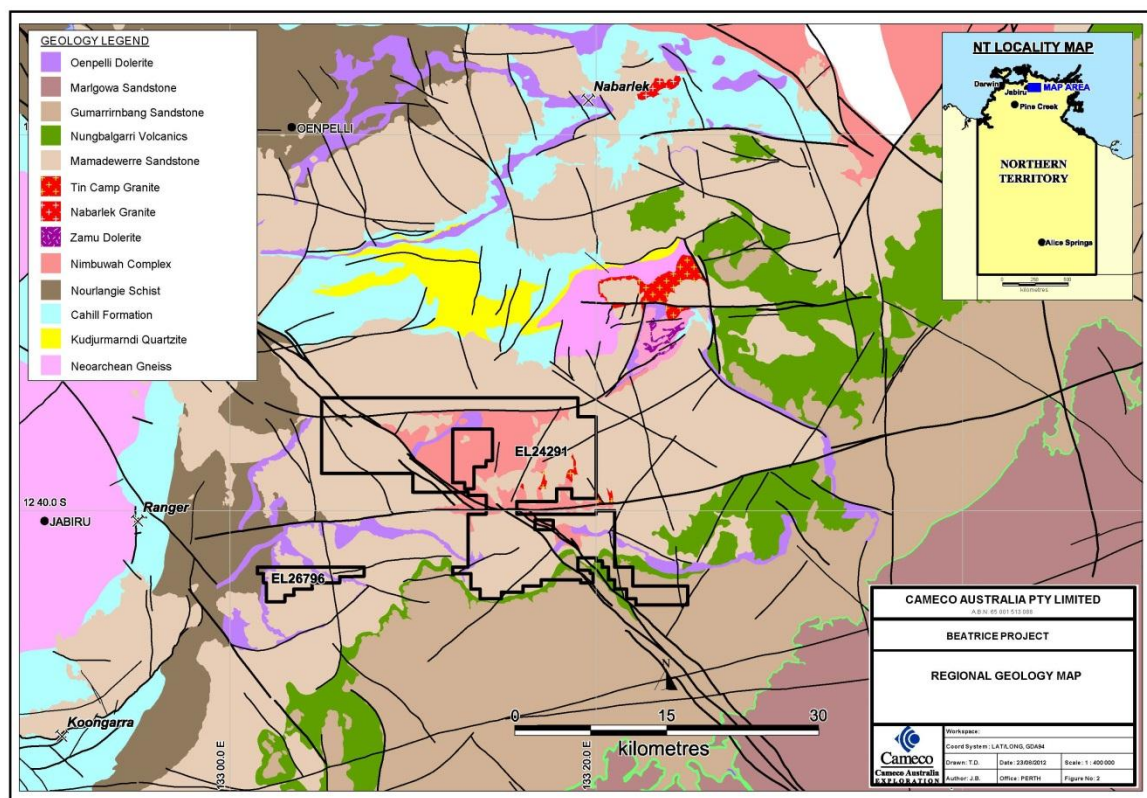 GEOLOGY LEGEND
Oenpelli Dolerite
Marlgowa Sandstone
Gumarrirnbang Sandstone
Nungbalgarri Volcanics
Mamadewerre Sandstone
Tin Camp Granite
Nabarlek Granite
Zamu Dolerite
Nimbuwah Complex
Nourlangie Schist
Cahill Formation
Kudjurmarndi Quartzite
Neoarchean Gneiss
NT LOCALITY MAP
Darwin
Jabiru
MAP AREA
Pine Creek
NORTHERN
TERRITORY
Alice Springs
kilometres
Nabarlek
OENPELLI
EL24291
12 40.0 S
Ranger
JABIRU
EL26796
Koongarra
133 00.0 E
133 20.0 E
N
0 15 30
kilometres
CAMECO AUSTRALIA PTY LIMITED
BEATRICE PROJECT
REGIONAL GEOLOGY MAP
Cameco
Cameco Australia
EXPLORATION
Workspace:
Coord System : LAT/LONG, GDA94
Drawn: T.D. Date: 23/08/2012 Scale: 1 : 400 000
Author: J.B. Office: PERTH Figure No: 2